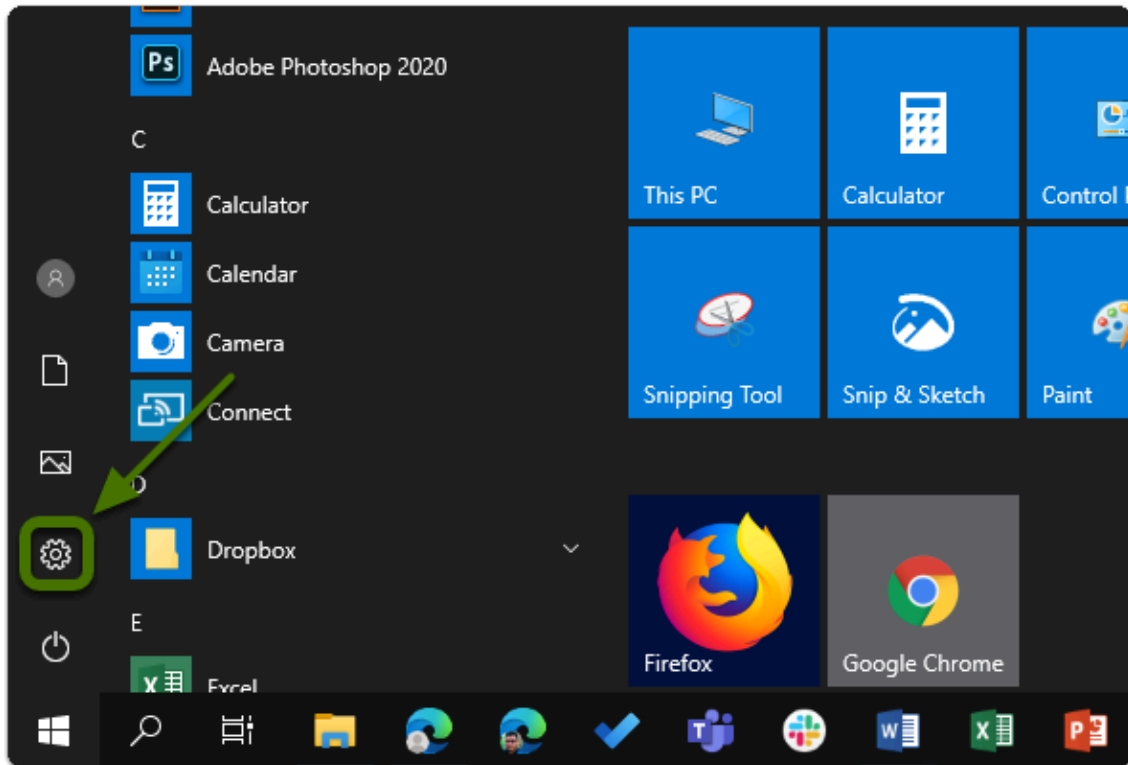 Ps
Adobe Photoshop 2020
C
Calculator
Calendar
Camera
Connect
D
Dropbox
E
Excel
This PC
Calculator
Control
Snipping Tool
Snip & Sketch
Paint
Firefox
Google Chrome